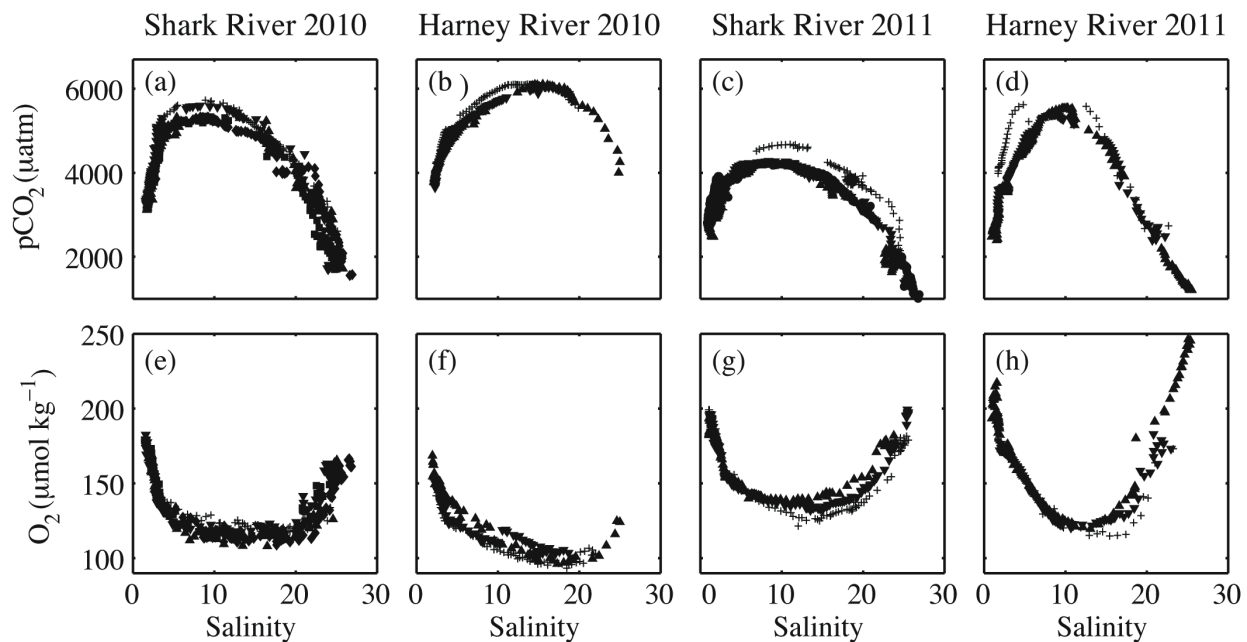 Shark River 2010 Harney River 2010 Shark River 2011 Harney River 2011
(a) (b) ) (c) (d)
6000
4000
2000
pCO₂ (µatm)
(e) (f) (g) (h)
250
200
150
100
O₂ (µmol kg⁻¹)
0 10 20 30 0 10 20 30 0 10 20 30 0 10 20 30
Salinity Salinity Salinity Salinity